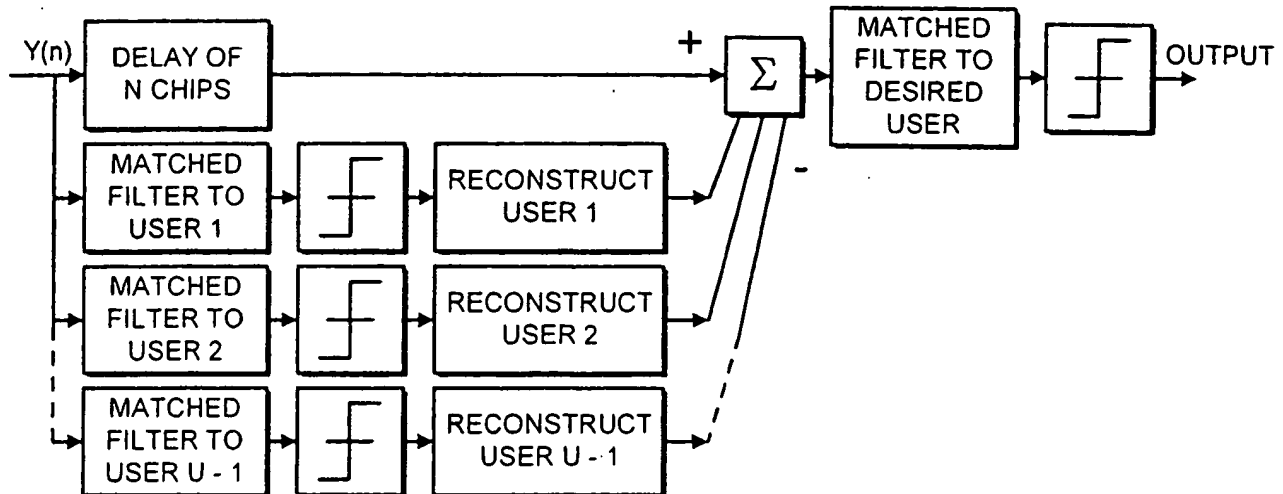 Y(n)
DELAY OF
N CHIPS
+
Σ
MATCHED
FILTER TO
DESIRED
USER
OUTPUT
-
MATCHED
FILTER TO
USER 1
RECONSTRUCT
USER 1
MATCHED
FILTER TO
USER 2
RECONSTRUCT
USER 2
MATCHED
FILTER TO
USER U - 1
RECONSTRUCT
USER U - 1